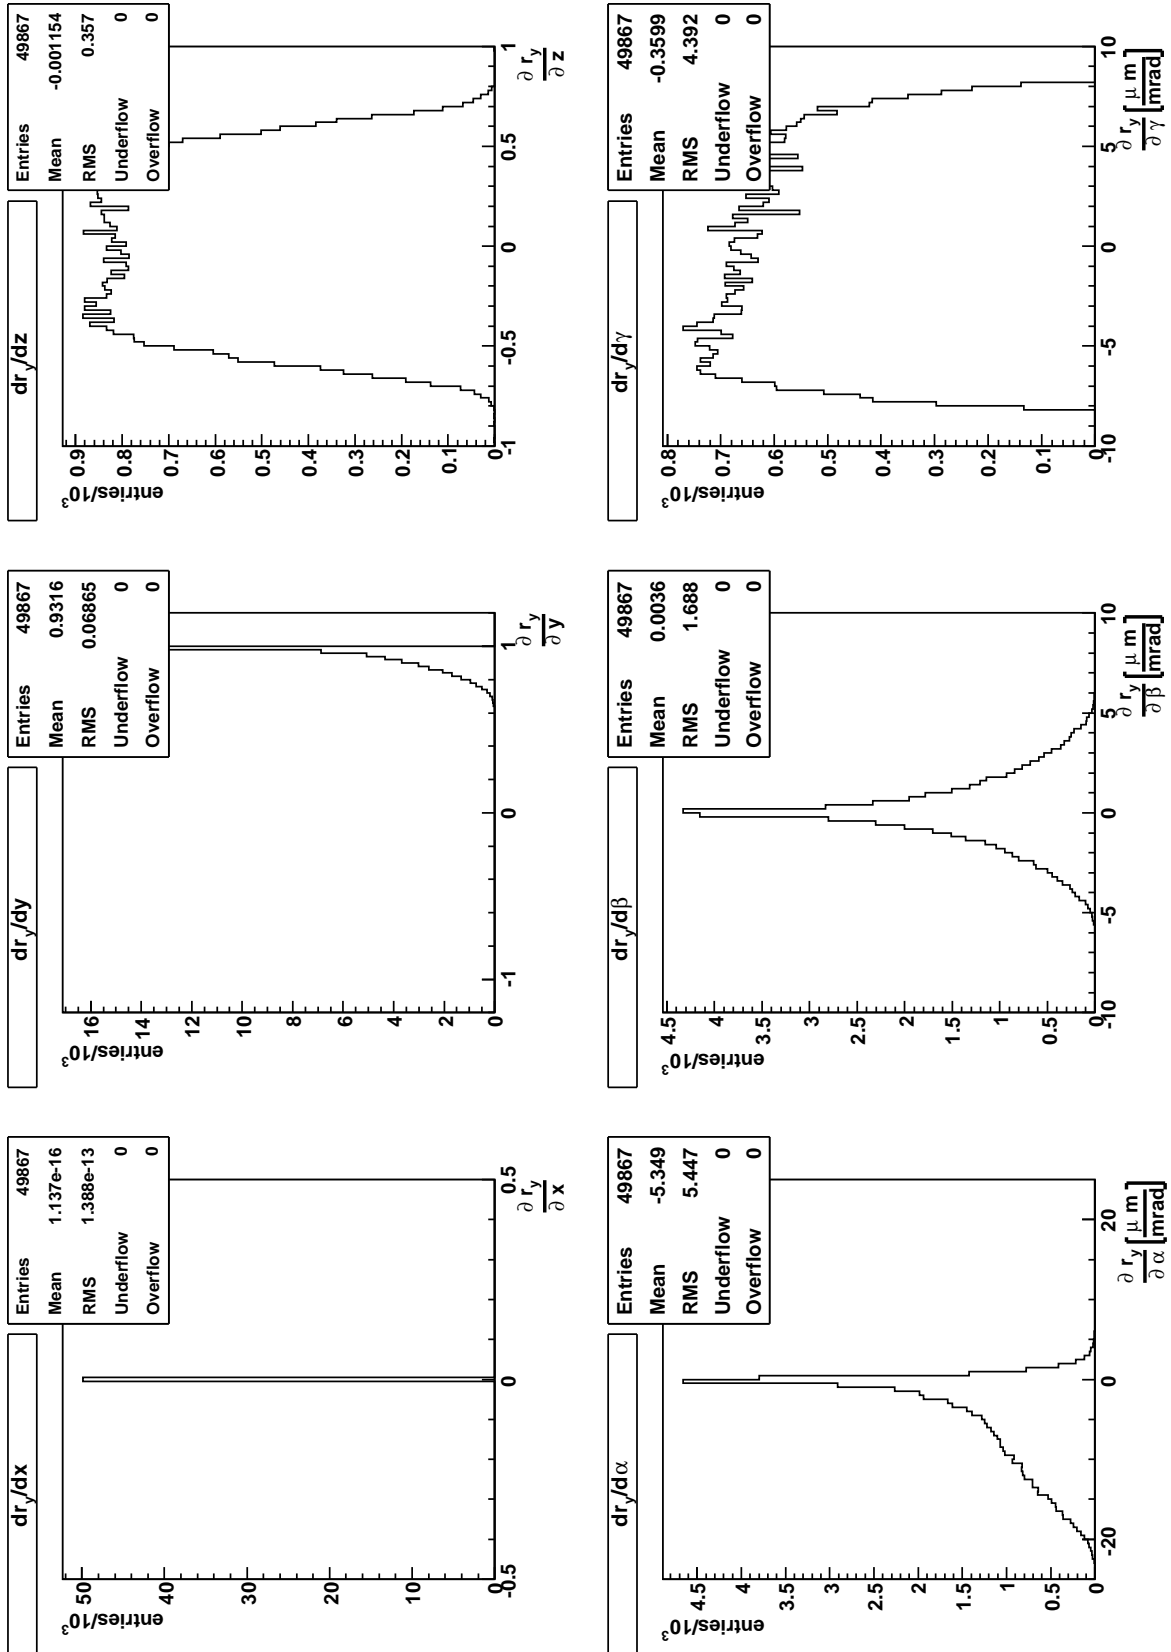 dr_y/dx
Entries 49867
Mean 1.137e-16
RMS 1.388e-13
Underflow 0
Overflow 0
entries/10³
50
40
30
20
10
0
-0.5 0 0.5
∂ r_y
∂ x
dr_y/dy
Entries 49867
Mean 0.9316
RMS 0.06865
Underflow 0
Overflow 0
entries/10³
16
14
12
10
8
6
4
2
0
-1 0 1
∂ r_y
∂ y
dr_y/dz
Entries 49867
Mean -0.001154
RMS 0.357
Underflow 0
Overflow 0
entries/10³
0.9
0.8
0.7
0.6
0.5
0.4
0.3
0.2
0.1
0
-1 -0.5 0 0.5 1
∂ r_y
∂ z
dr_y/dα
Entries 49867
Mean -5.349
RMS 5.447
Underflow 0
Overflow 0
entries/10³
4.5
4
3.5
3
2.5
2
1.5
1
0.5
0
-20 0 20
∂ r_y [ μ m ]
∂ α [mrad]
dr_y/dβ
Entries 49867
Mean 0.0036
RMS 1.688
Underflow 0
Overflow 0
entries/10³
4.5
4
3.5
3
2.5
2
1.5
1
0.5
0
-10 -5 0 5 10
∂ r_y [ μ m ]
∂ β [mrad]
dr_y/dγ
Entries 49867
Mean -0.3599
RMS 4.392
Underflow 0
Overflow 0
entries/10³
0.8
0.7
0.6
0.5
0.4
0.3
0.2
0.1
0
-10 -5 0 5 10
∂ r_y [ μ m ]
∂ γ [mrad]